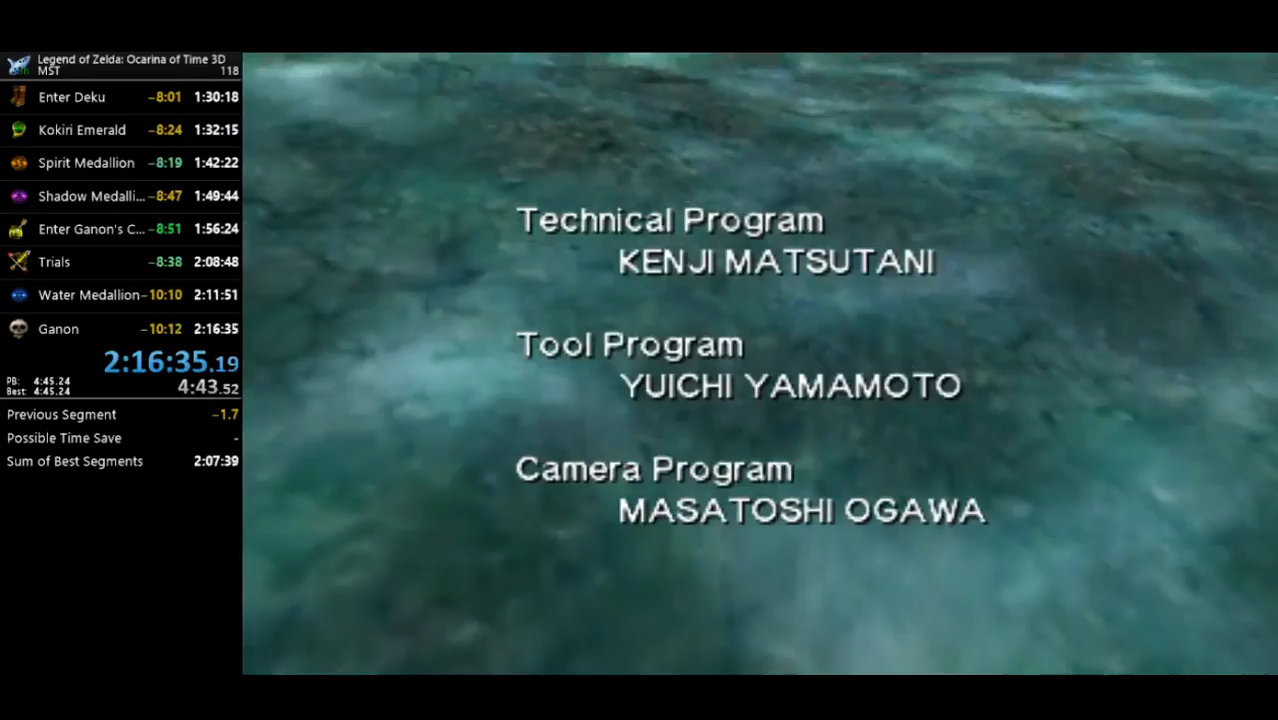 Legend of Zelda: Ocarina of Time 3D
MST 118
Enter Deku -8:01 1:30:18
Kokiri Emerald -8:24 1:32:15
Spirit Medallion -8:19 1:42:22
Shadow Medalli... -8:47 1:49:44
Enter Ganon's C... -8:51 1:56:24
Trials -8:38 2:08:48
Water Medallion -10:10 2:11:51
Ganon -10:12 2:16:35
2:16:35.19
PB: 4:45.24
Best: 4:45.24
4:43.52
Previous Segment -1.7
Possible Time Save -
Sum of Best Segments 2:07:39
Technical Program
KENJI MATSUTANI
Tool Program
YUICHI YAMAMOTO
Camera Program
MASATOSHI OGAWA